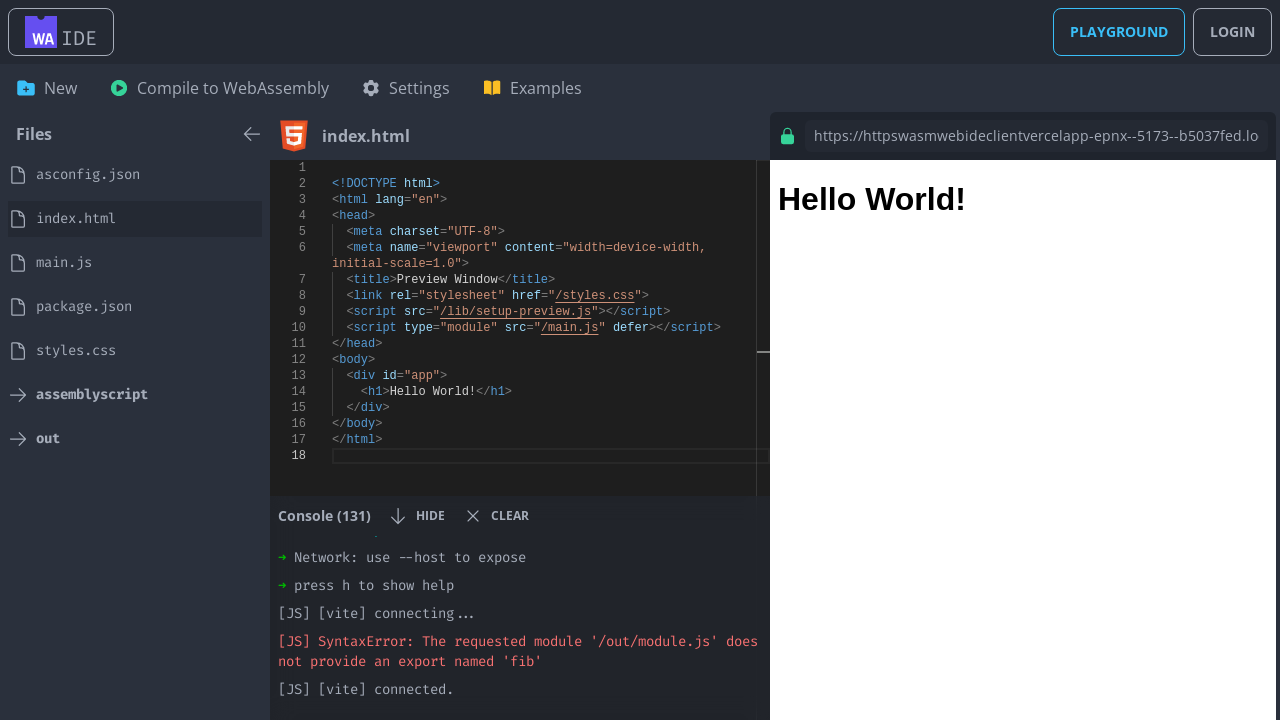 WA IDE
PLAYGROUND
LOGIN
New
Compile to WebAssembly
Settings
Examples
Files
asconfig.json
index.html
main.js
package.json
styles.css
assemblyscript
out
index.html
1
2 <!DOCTYPE html>
3 <html lang="en">
4 <head>
5 <meta charset="UTF-8">
6 <meta name="viewport" content="width=device-width,
initial-scale=1.0">
7 <title>Preview Window</title>
8 <link rel="stylesheet" href="/styles.css">
9 <script src="/lib/setup-preview.js"></script>
10 <script type="module" src="/main.js" defer></script>
11 </head>
12 <body>
13 <div id="app">
14 <h1>Hello World!</h1>
15 </div>
16 </body>
17 </html>
18
Console (131)
HIDE
CLEAR
➜ Network: use --host to expose
➜ press h to show help
[JS] [vite] connecting...
[JS] SyntaxError: The requested module '/out/module.js' does
not provide an export named 'fib'
[JS] [vite] connected.
https://httpswasmwebideclientvercelapp-epnx--5173--b5037fed.lo
Hello World!